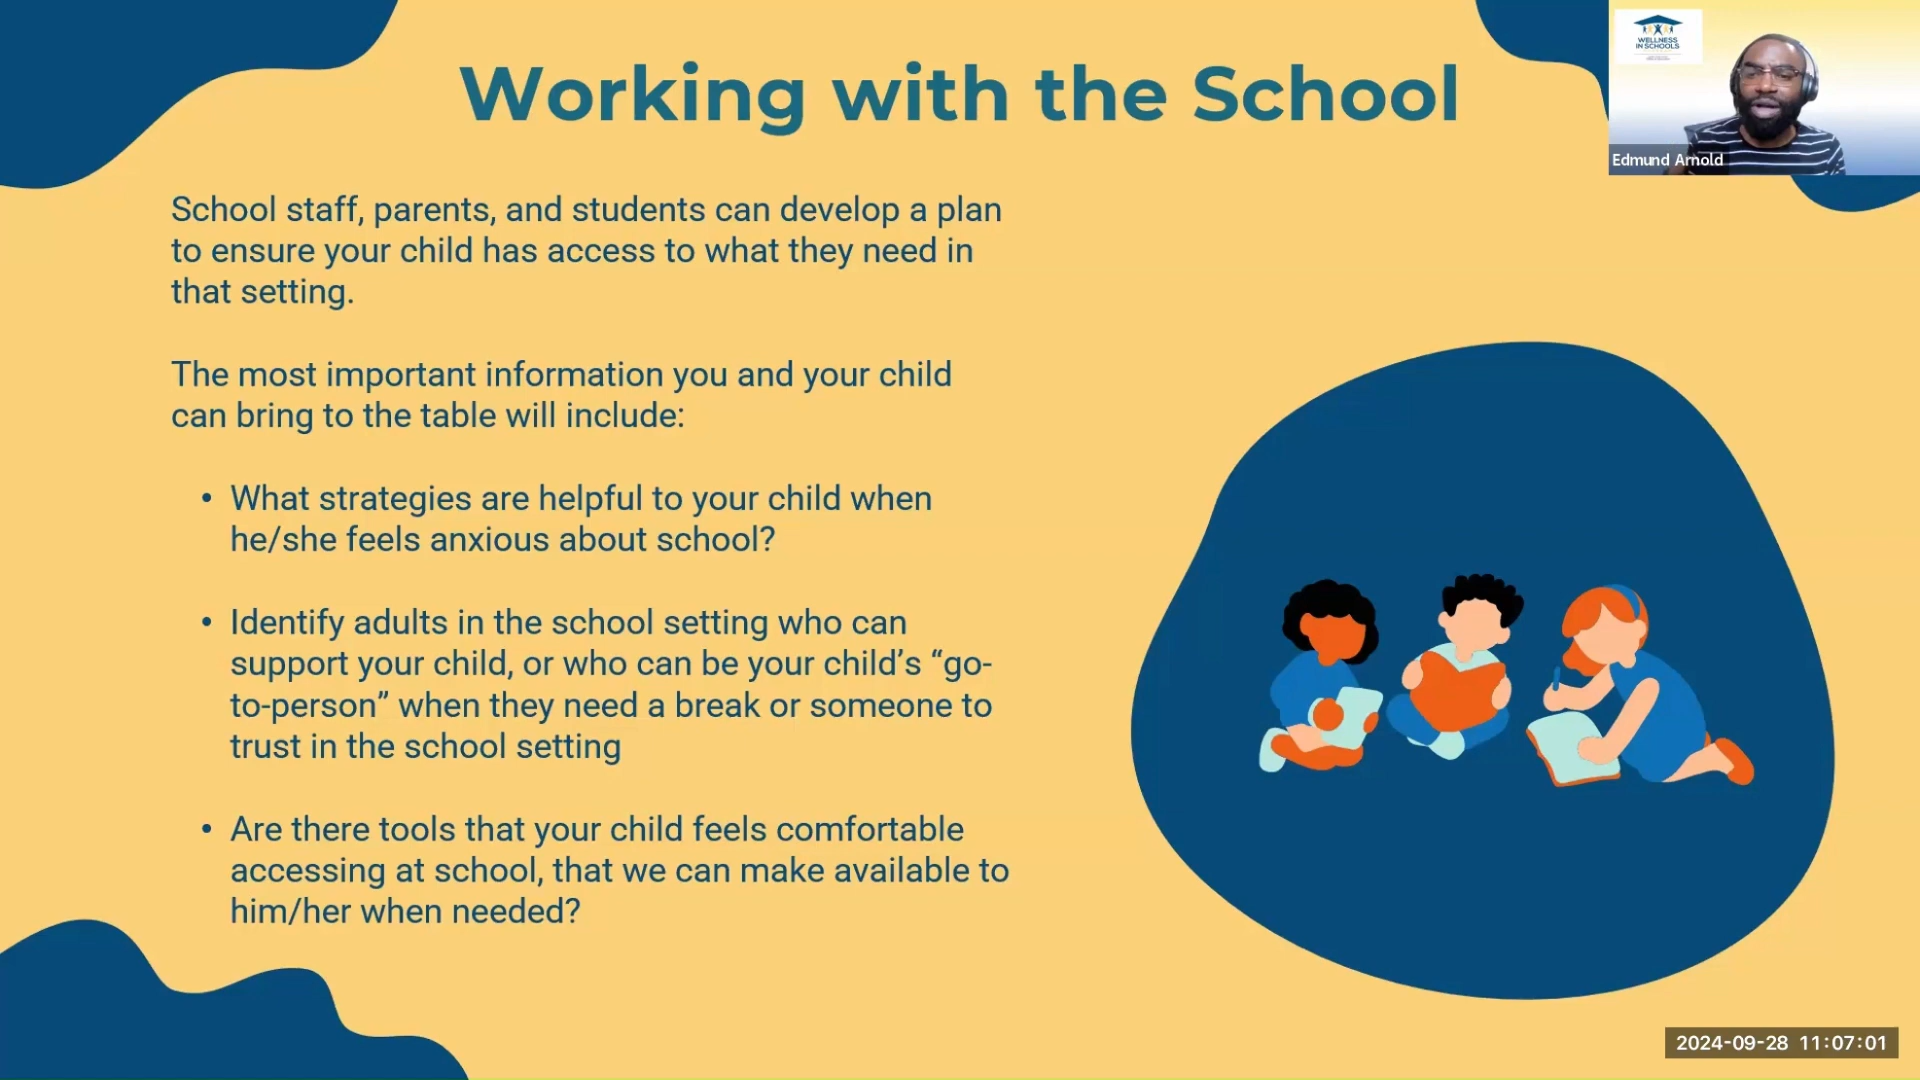 Working with the School
WELLNESS
IN SCHOOLS
Edmund Arnold
School staff, parents, and students can develop a plan
to ensure your child has access to what they need in
that setting.
The most important information you and your child
can bring to the table will include:
• What strategies are helpful to your child when
he/she feels anxious about school?
• Identify adults in the school setting who can
support your child, or who can be your child’s “go-
to-person” when they need a break or someone to
trust in the school setting
• Are there tools that your child feels comfortable
accessing at school, that we can make available to
him/her when needed?
2024-09-28 11:07:01